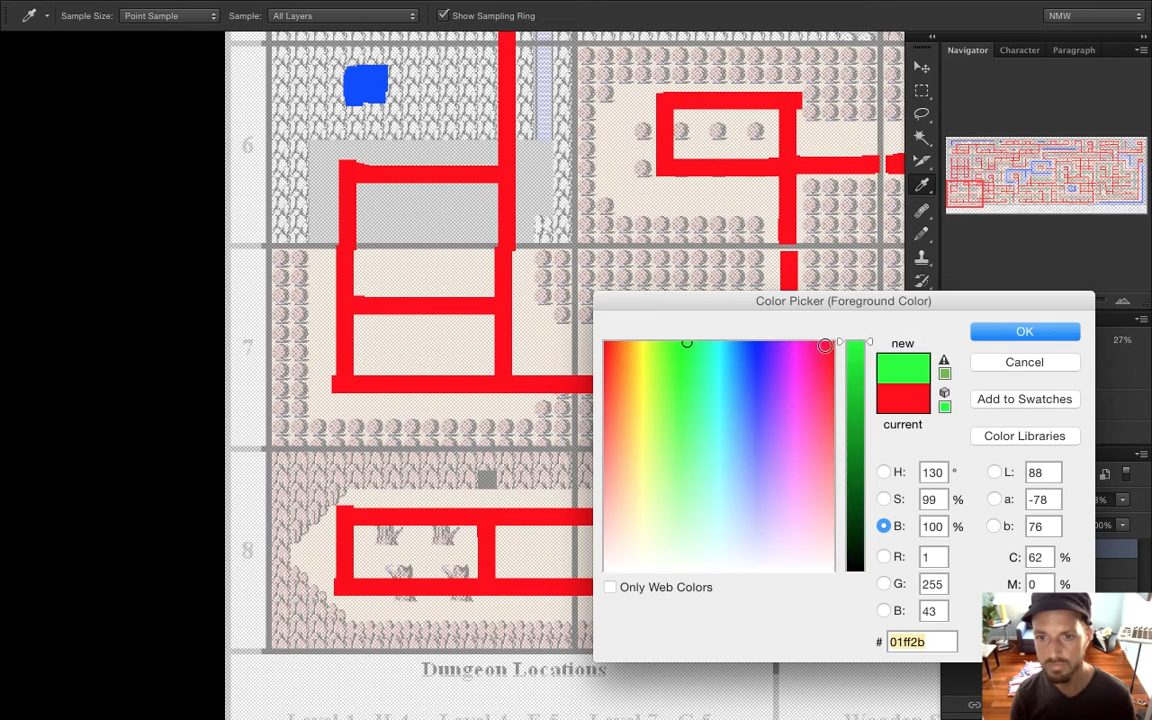 Sample Size: Point Sample Sample: All Layers Show Sampling Ring NMW
Navigator Character Paragraph
6
7
8
27%
Color Picker (Foreground Color)
new
current
OK
Cancel
Add to Swatches
Color Libraries
H: 130 °
S: 99 %
B: 100 %
R: 1
G: 255
B: 43
L: 88
a: -78
b: 76
C: 62 %
M: 0 %
# 01ff2b
Only Web Colors
Dungeon Locations